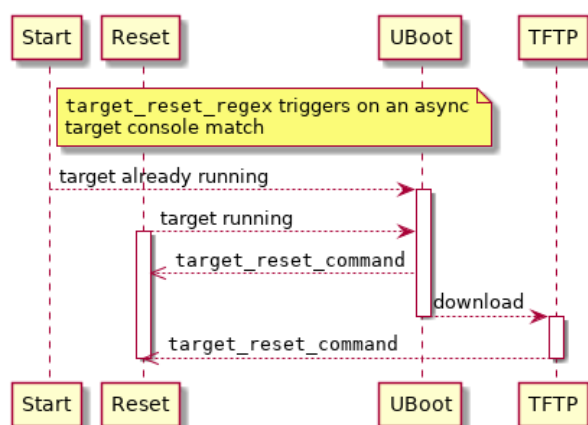 Start Reset UBoot TFTP
target_reset_regex triggers on an async
target console match
target already running
target running
target_reset_command
download
target_reset_command
Start Reset UBoot TFTP